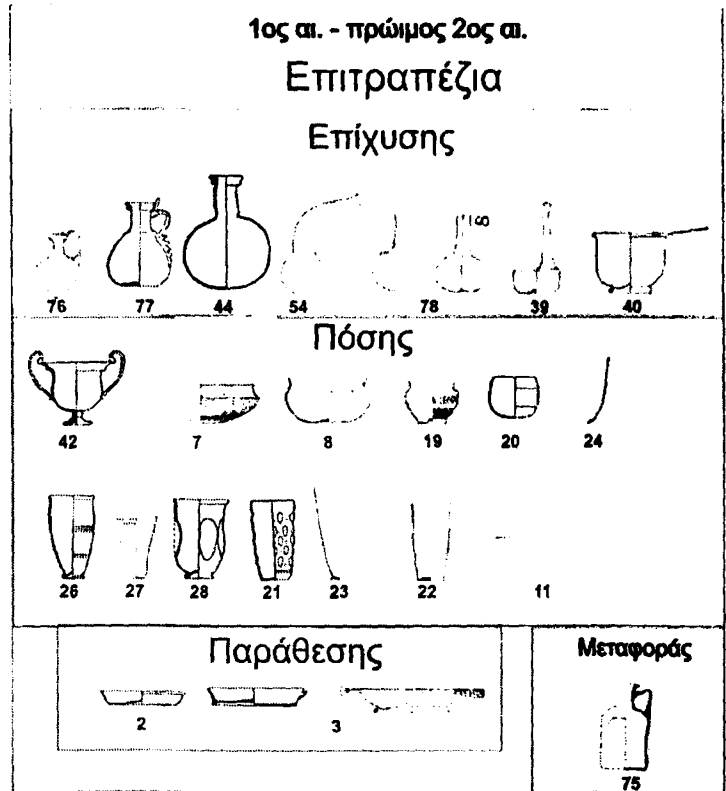 1ος αι. - πρώιμος 2ος αι.
Επιτραπέζια
Επίχυσης
76 77 44 54 78 39 40
Πόσης
42 7 8 19 20 24
26 27 28 21 23 22 11
Παράθεσης
2 3
Μεταφοράς
75